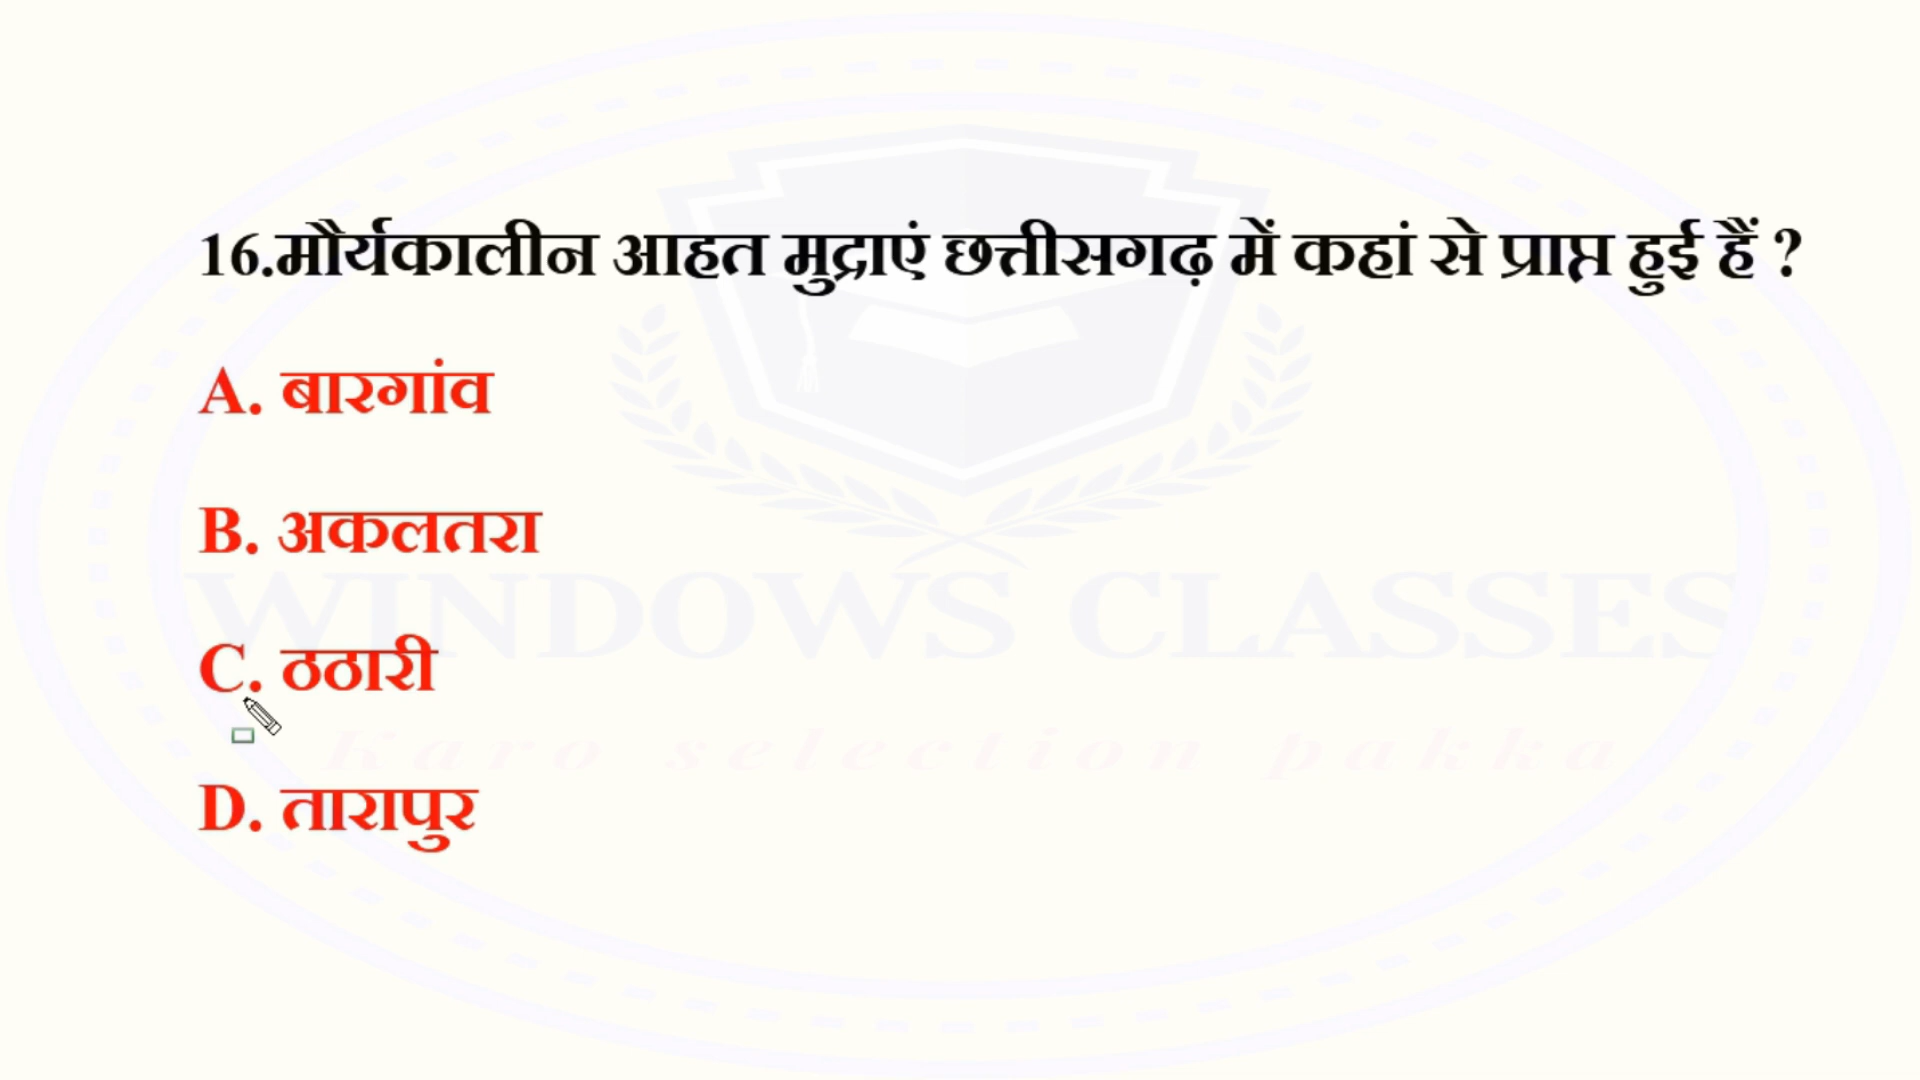 16.मौर्यकालीन आहत मुद्राएं छत्तीसगढ़ में कहां से प्राप्त हुई हैं ?
A. बारगांव
B. अकलतरा
WINDOWS CLASSES
C. ठठारी
Karo selection pakka
D. तारापुर